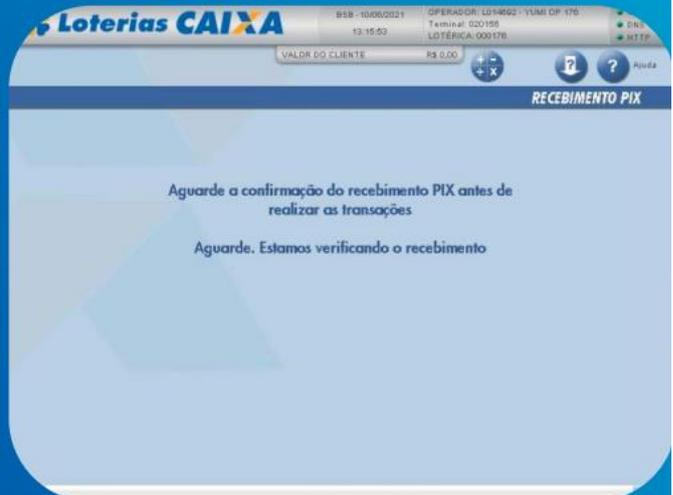 Loterias CAIXA
BSB - 10/06/2021
13:15:53
OPERADOR: L014692 - YUMI OP 176
Terminal: 020156
LOTÉRICA: 000176
DNS
HTTP
VALOR DO CLIENTE R$ 0,00
Ajuda
RECEBIMENTO PIX
Aguarde a confirmação do recebimento PIX antes de
realizar as transações
Aguarde. Estamos verificando o recebimento